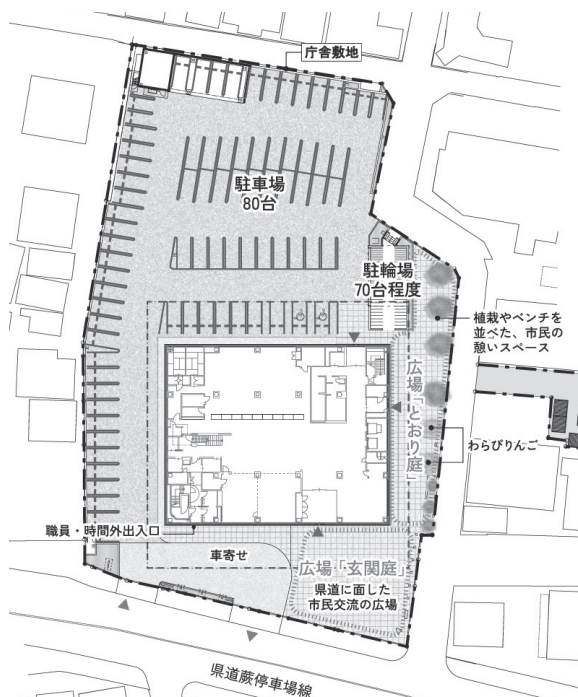 庁舎敷地
駐車場
80台
駐輪場
70台程度
植栽やベンチを
並べた、市民の
憩いスペース
広場「とおり庭」
わらびりんご
職員・時間外出入口
車寄せ
広場「玄関庭」
県道に面した
市民交流の広場
県道蕨停車場線